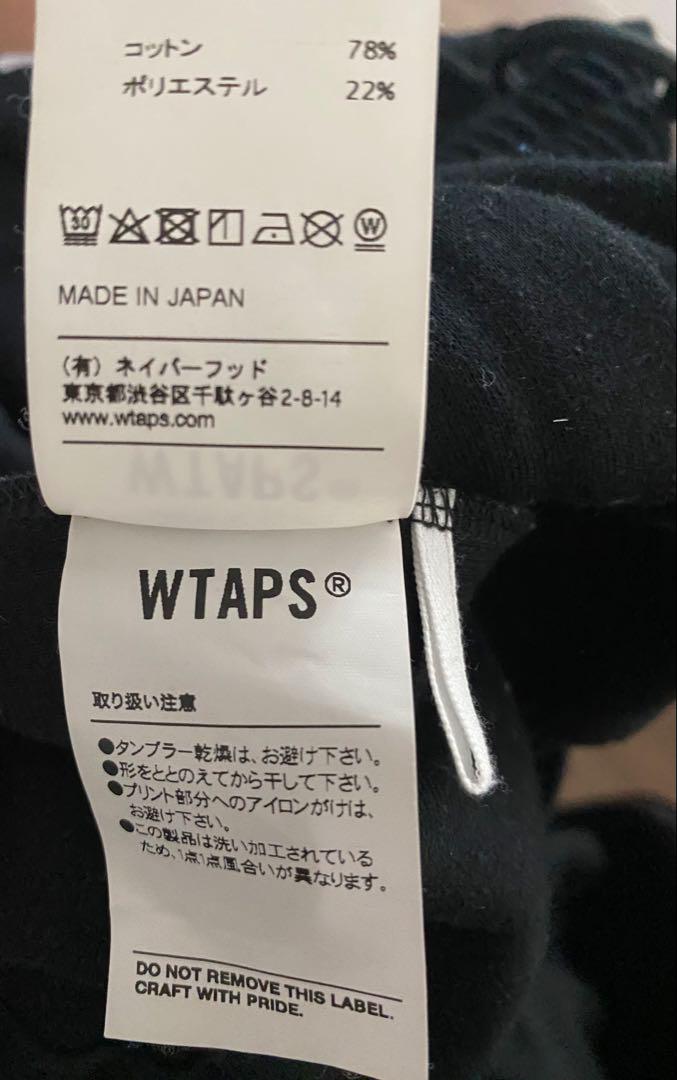 コットン 78%
ポリエステル 22%
30 W
MADE IN JAPAN
(有) ネイバーフッド
東京都渋谷区千駄ヶ谷2-8-14
www.wtaps.com
WTAPS®
WTAPS®
取り扱い注意
●タンブラー乾燥は、お避け下さい。
●形をととのえてから干して下さい。
●プリント部分へのアイロンがけは、
お避け下さい。
●この製品は洗い加工されている
ため、1点1点風合いが異なります。
DO NOT REMOVE THIS LABEL.
CRAFT WITH PRIDE.